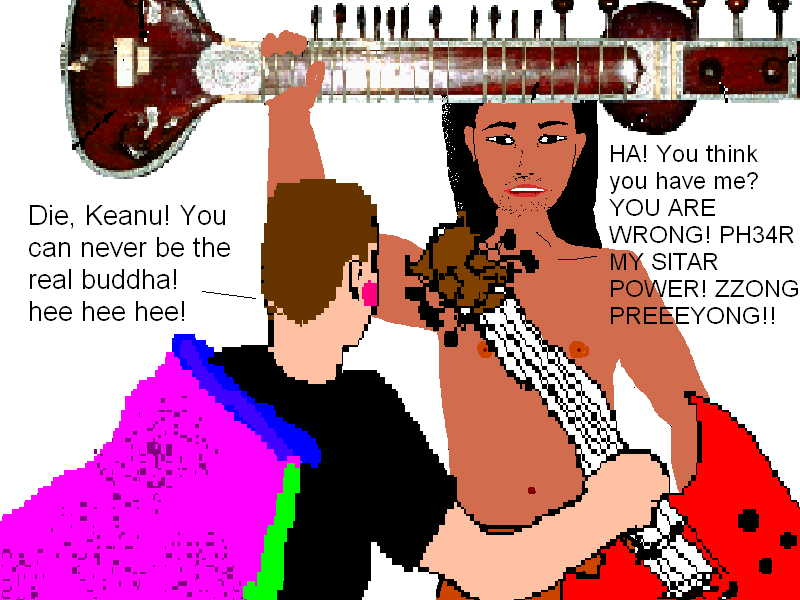 Die, Keanu! You
can never be the
real buddha!
hee hee hee!
HA! You think
you have me?
YOU ARE
WRONG! PH34R
MY SITAR
POWER! ZZONG
PREEEYONG!!